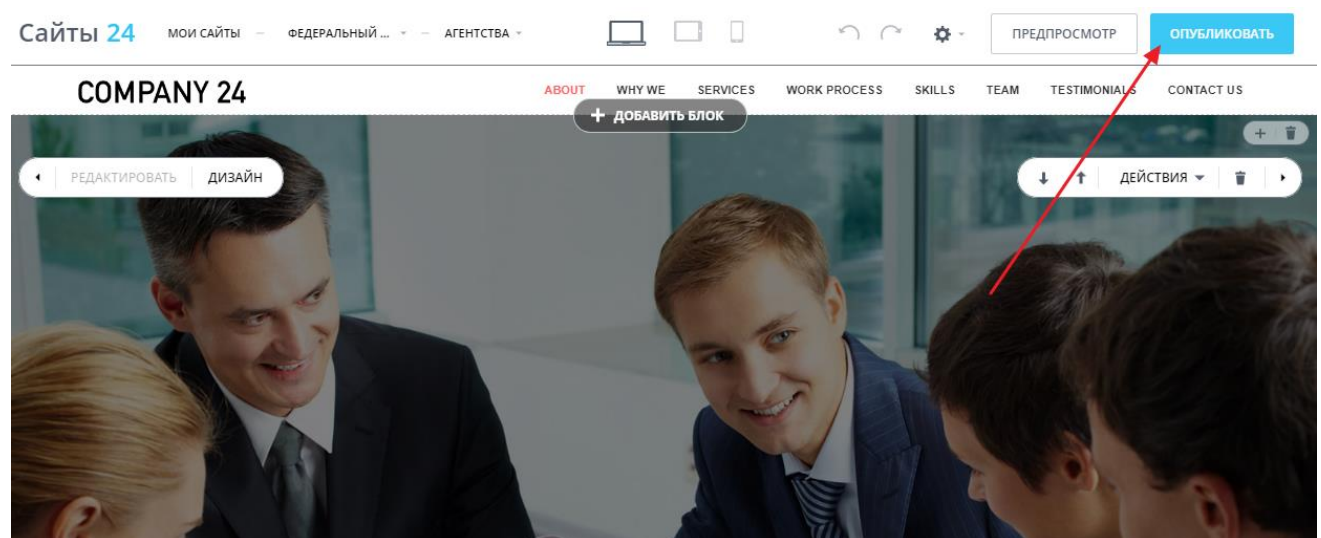 Сайты 24 МОИ САЙТЫ – ФЕДЕРАЛЬНЫЙ ... – АГЕНТСТВА ПРЕДПРОСМОТР ОПУБЛИКОВАТЬ
COMPANY 24 ABOUT WHY WE SERVICES WORK PROCESS SKILLS TEAM TESTIMONIALS CONTACT US
+ ДОБАВИТЬ БЛОК
РЕДАКТИРОВАТЬ ДИЗАЙН ДЕЙСТВИЯ